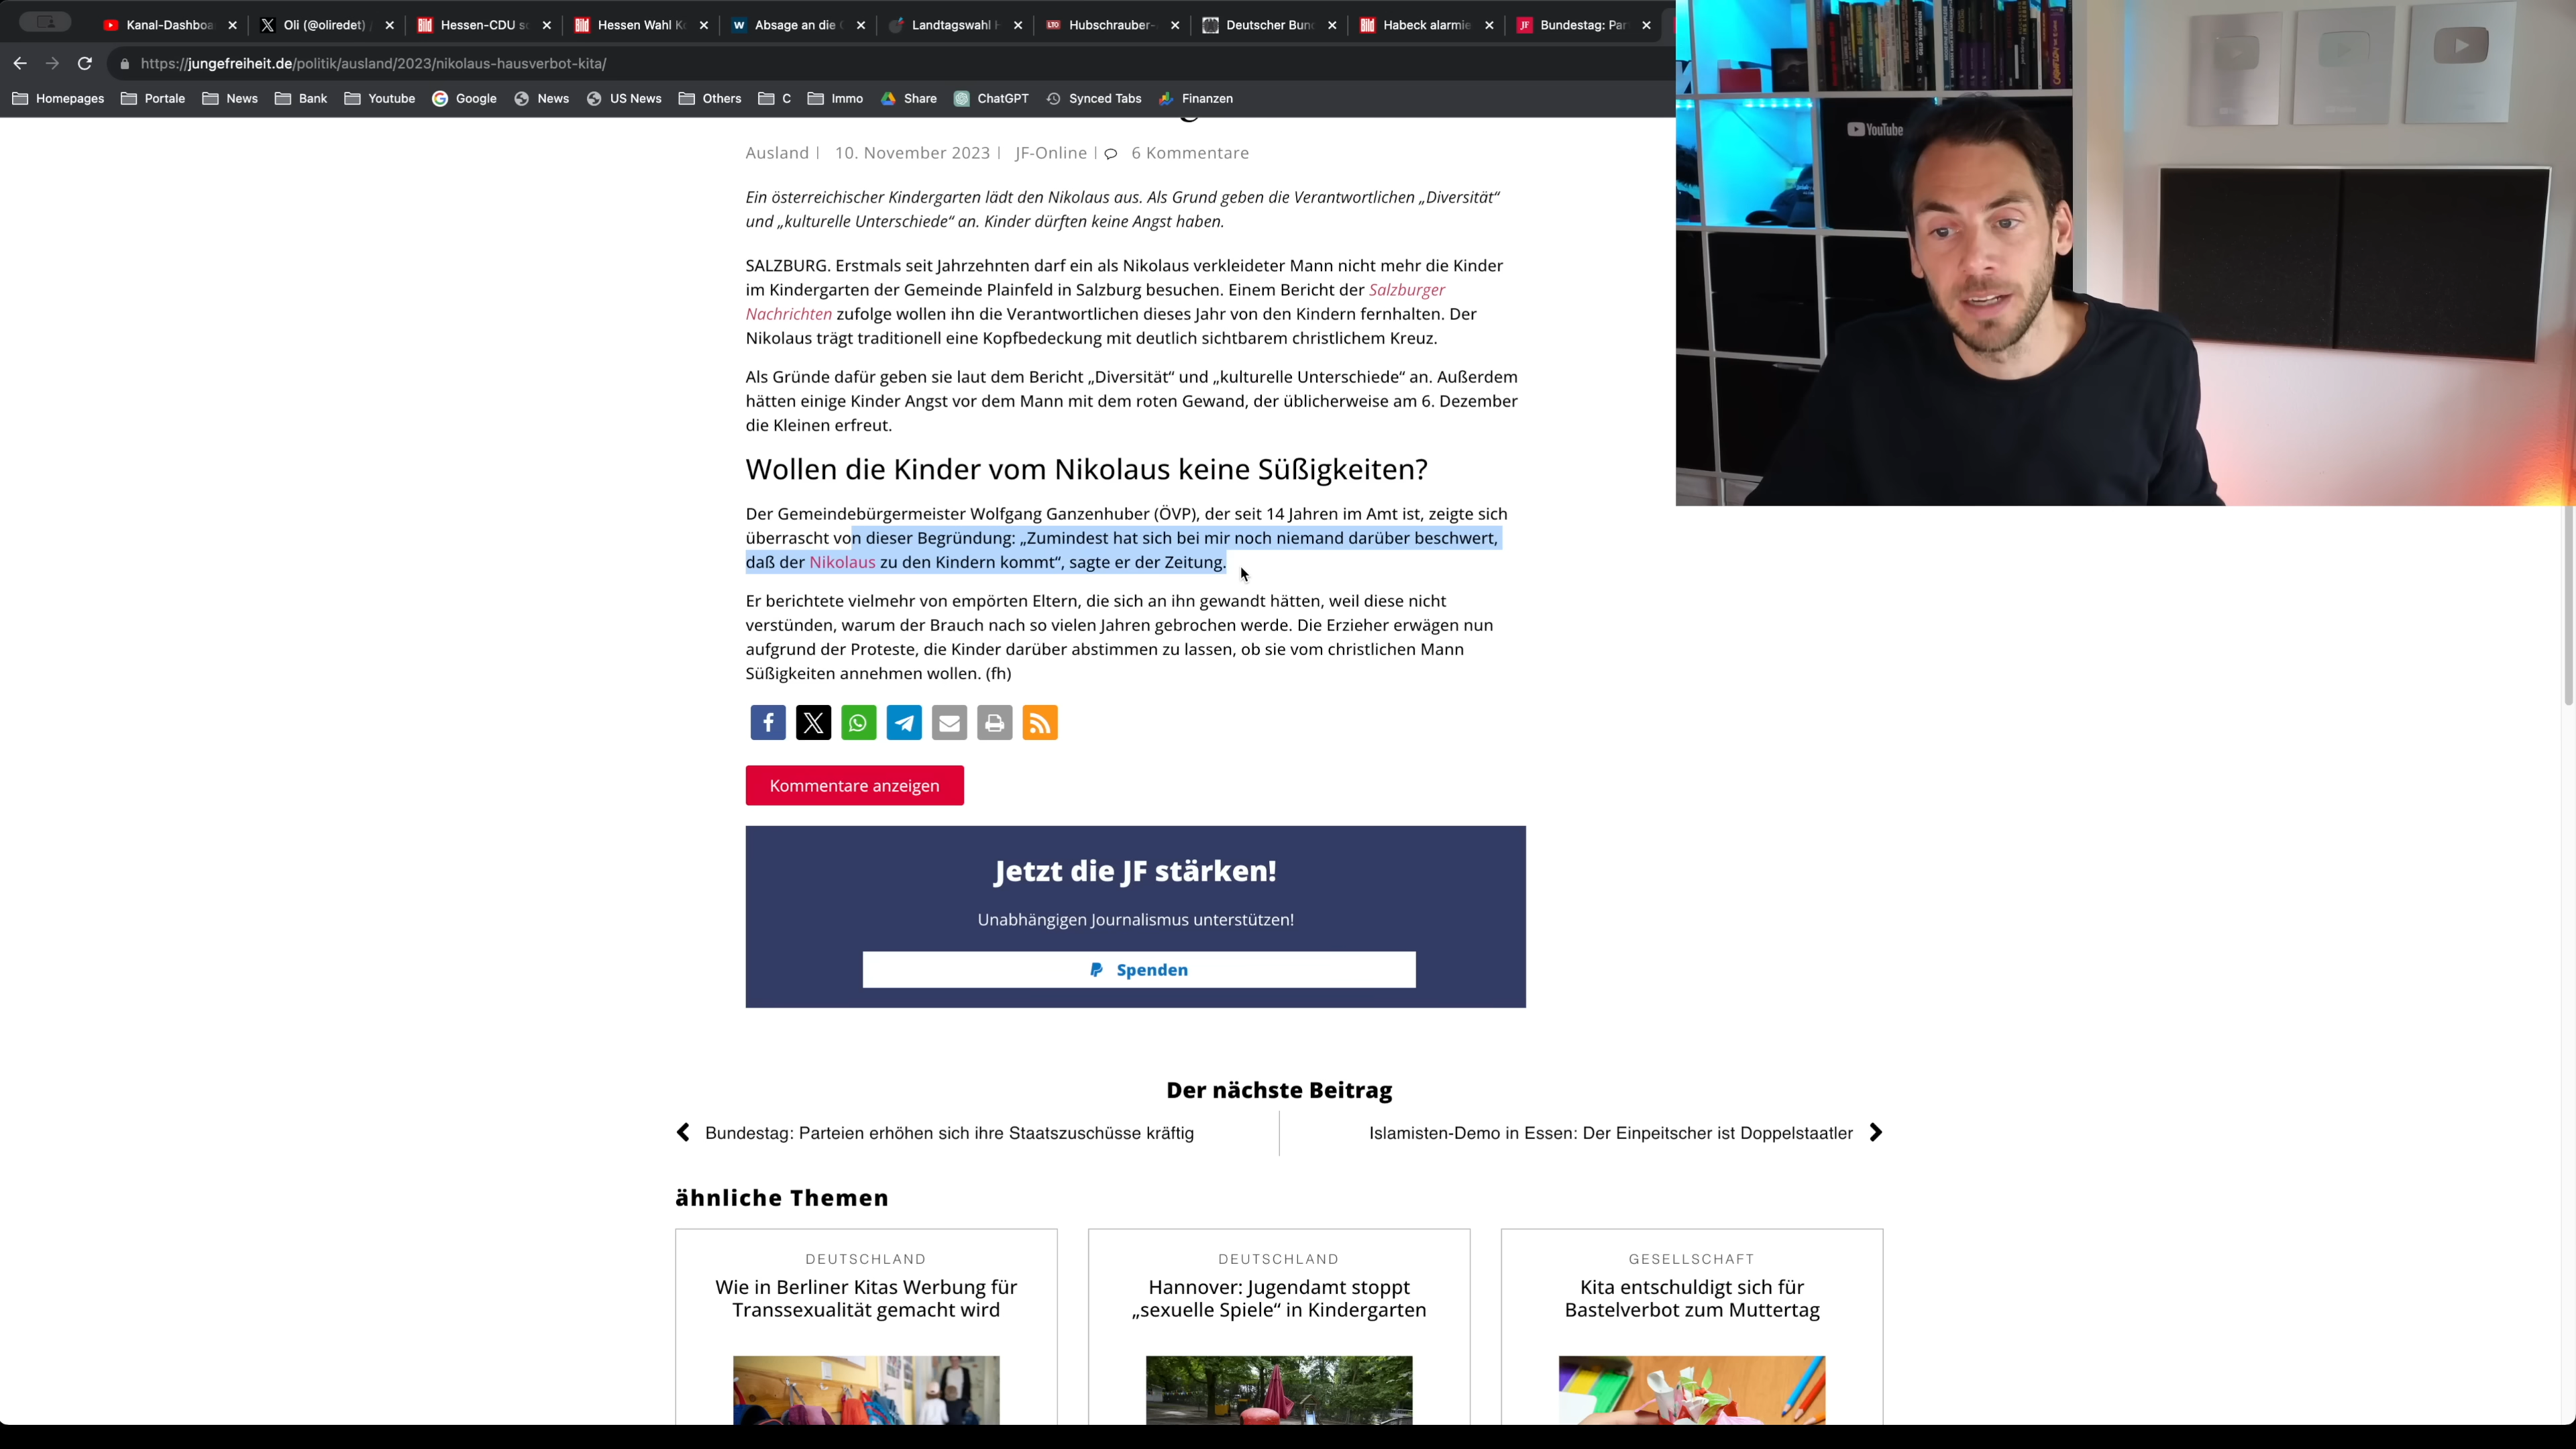 Kanal-Dashboa
Oli (@oliredet)
Hessen-CDU s
Hessen Wahl K
Absage an die
Landtagswahl H
Hubschrauber-
Deutscher Bun
Habeck alarmie
Bundestag: Par
https://jungefreiheit.de/politik/ausland/2023/nikolaus-hausverbot-kita/
Homepages
Portale
News
Bank
Youtube
Google
News
US News
Others
C
Immo
Share
ChatGPT
Synced Tabs
Finanzen
YouTube
Ausland | 10. November 2023 | JF-Online | 6 Kommentare
Ein österreichischer Kindergarten lädt den Nikolaus aus. Als Grund geben die Verantwortlichen „Diversität“
und „kulturelle Unterschiede“ an. Kinder dürften keine Angst haben.
SALZBURG. Erstmals seit Jahrzehnten darf ein als Nikolaus verkleideter Mann nicht mehr die Kinder
im Kindergarten der Gemeinde Plainfeld in Salzburg besuchen. Einem Bericht der Salzburger
Nachrichten zufolge wollen ihn die Verantwortlichen dieses Jahr von den Kindern fernhalten. Der
Nikolaus trägt traditionell eine Kopfbedeckung mit deutlich sichtbarem christlichem Kreuz.
Als Gründe dafür geben sie laut dem Bericht „Diversität“ und „kulturelle Unterschiede“ an. Außerdem
hätten einige Kinder Angst vor dem Mann mit dem roten Gewand, der üblicherweise am 6. Dezember
die Kleinen erfreut.
Wollen die Kinder vom Nikolaus keine Süßigkeiten?
Der Gemeindebürgermeister Wolfgang Ganzenhuber (ÖVP), der seit 14 Jahren im Amt ist, zeigte sich
überrascht von dieser Begründung: „Zumindest hat sich bei mir noch niemand darüber beschwert,
daß der Nikolaus zu den Kindern kommt“, sagte er der Zeitung.
Er berichtete vielmehr von empörten Eltern, die sich an ihn gewandt hätten, weil diese nicht
verstünden, warum der Brauch nach so vielen Jahren gebrochen werde. Die Erzieher erwägen nun
aufgrund der Proteste, die Kinder darüber abstimmen zu lassen, ob sie vom christlichen Mann
Süßigkeiten annehmen wollen. (fh)
Kommentare anzeigen
Jetzt die JF stärken!
Unabhängigen Journalismus unterstützen!
Spenden
Der nächste Beitrag
Bundestag: Parteien erhöhen sich ihre Staatszuschüsse kräftig
Islamisten-Demo in Essen: Der Einpeitscher ist Doppelstaatler
ähnliche Themen
DEUTSCHLAND
Wie in Berliner Kitas Werbung für
Transsexualität gemacht wird
DEUTSCHLAND
Hannover: Jugendamt stoppt
„sexuelle Spiele“ in Kindergarten
GESELLSCHAFT
Kita entschuldigt sich für
Bastelverbot zum Muttertag